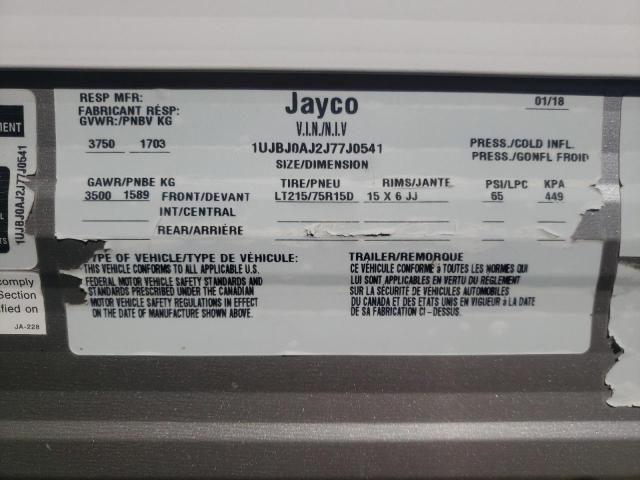 RESP MFR:
FABRICANT RÉSP:
GVWR:/PNBV KG
3750 1703
Jayco
V.I.N./N.I.V
1UJBJ0AJ2J77J0541
SIZE/DIMENSION
01/18
PRESS./COLD INFL.
PRESS./GONFL FROID
GAWR/PNBE KG TIRE/PNEU RIMS/JANTE PSI/LPC KPA
3500 1589 FRONT/DEVANT LT215/75R15D 15 X 6 JJ 65 449
INT/CENTRAL
REAR/ARRIÈRE
TYPE OF VEHICLE/TYPE DE VÉHICULE:
THIS VEHICLE CONFORMS TO ALL APPLICABLE U.S.
FEDERAL MOTOR VEHICLE SAFETY STANDARDS AND
STANDARDS PRESCRIBED UNDER THE CANADIAN
MOTOR VEHICLE SAFETY REGULATIONS IN EFFECT
ON THE DATE OF MANUFACTURE SHOWN ABOVE.
TRAILER/REMORQUE
CE VÉHICULE CONFORME À TOUTES LES NORMES QUI
LUI SONT APPLICABLES EN VERTU DU RÈGLEMENT
SUR LA SÉCURITÉ DE VÉHICULES AUTOMOBILES
DU CANADA ET DES ETATS UNIS EN VIGUEUR à LA DATE
DE SA FABRICATION CI - DESSUS.
1UJBJ0AJ2J77J0541
comply
Section
ified on
JA-228